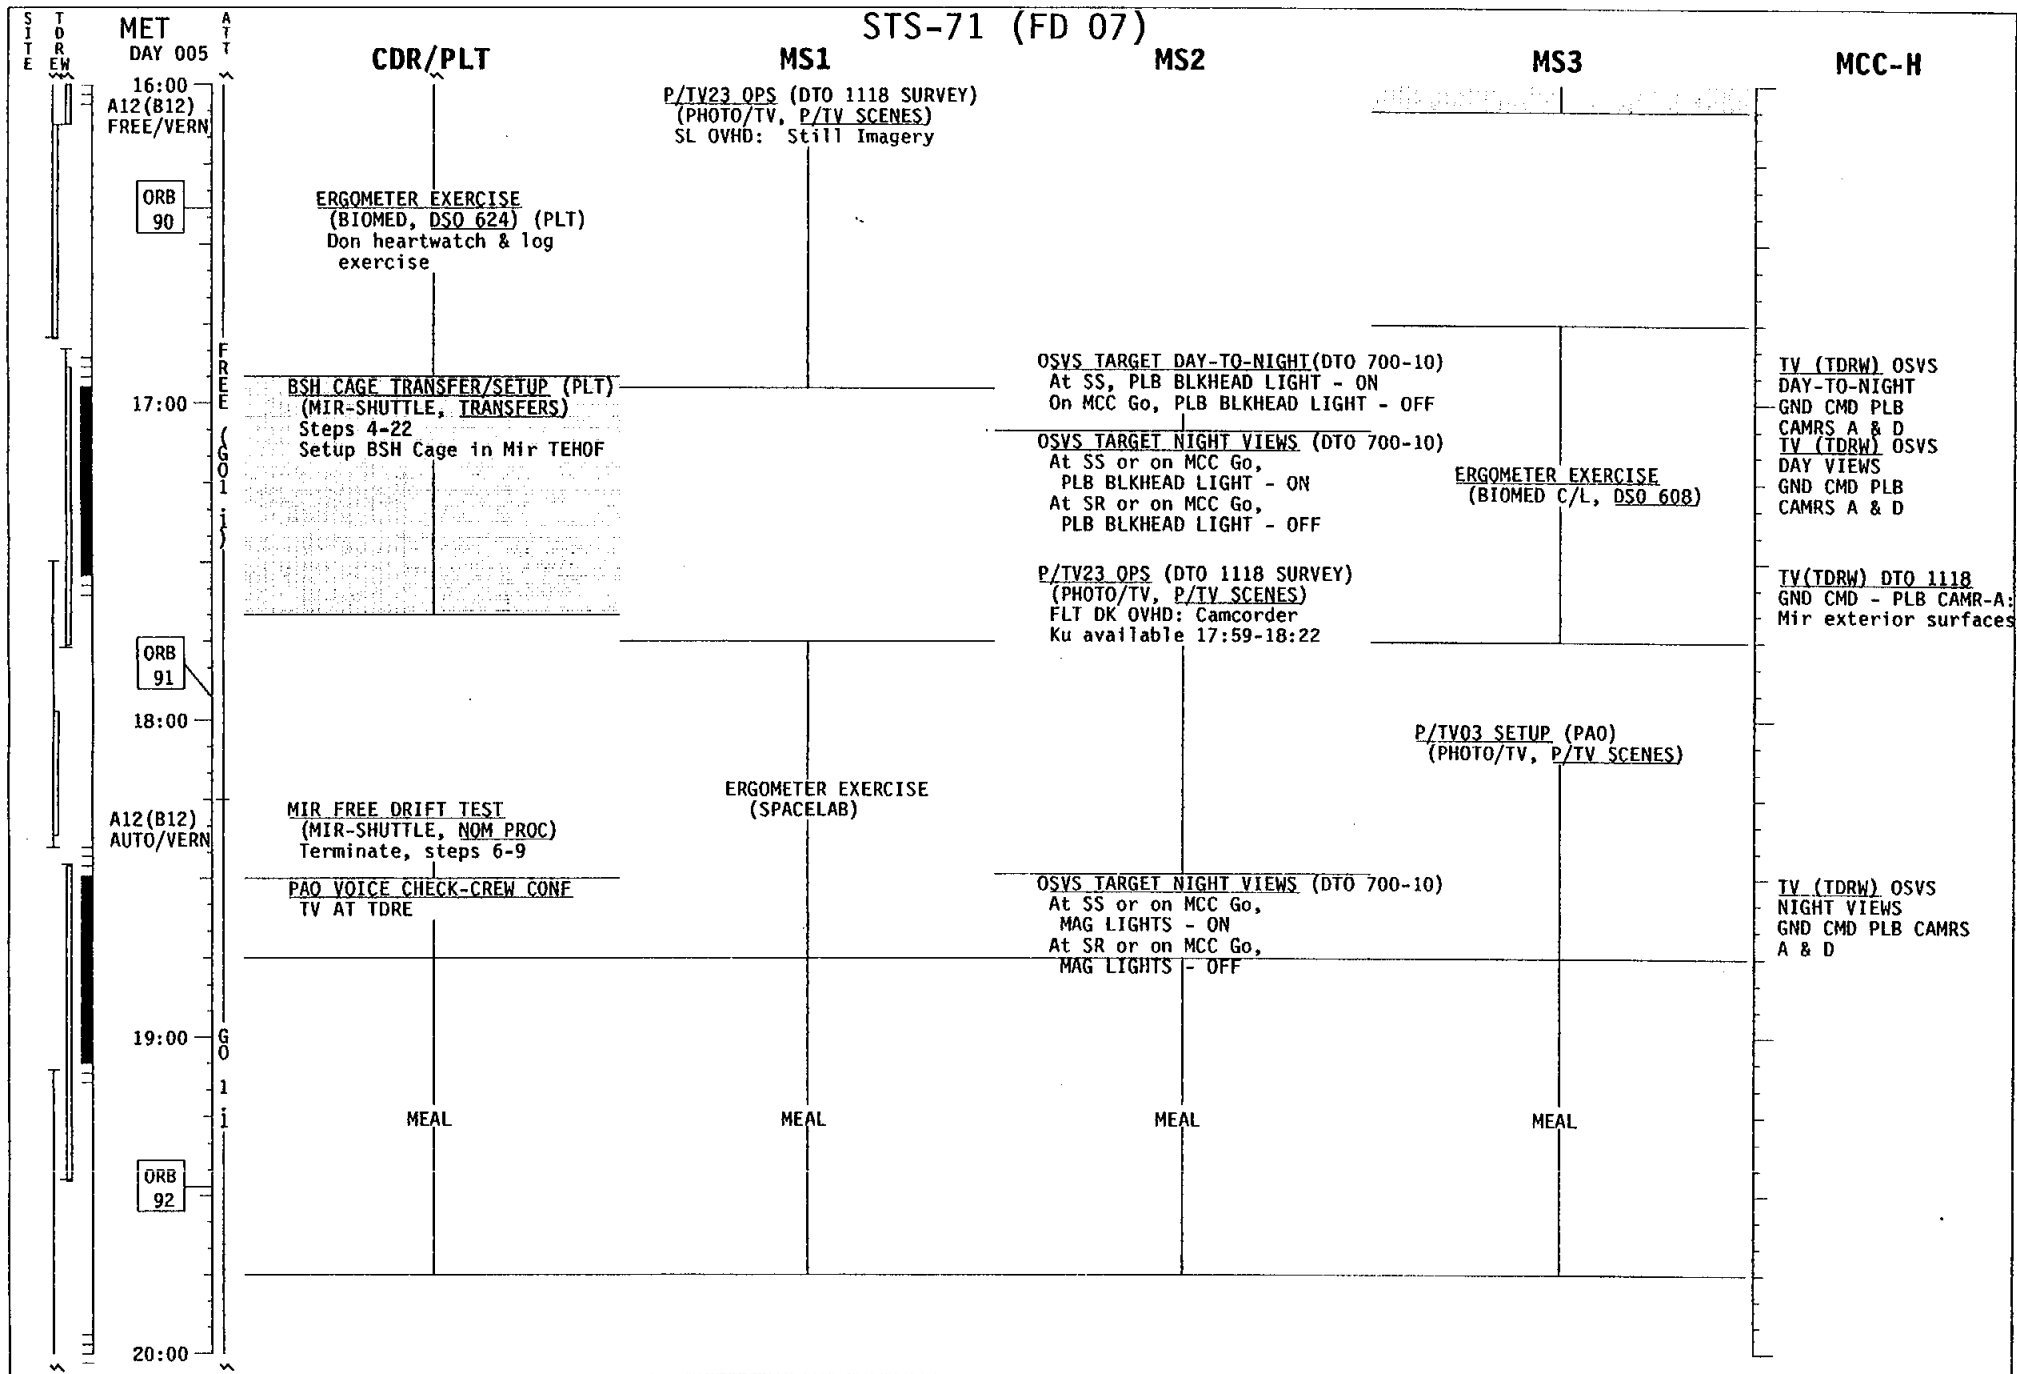 STS-71 (FD 07)
SITE
TDRE W
MET
DAY 005
ATT
CDR/PLT
MS1
MS2
MS3
MCC-H
16:00
A12(B12)
FREE/VERN
ORB
90
17:00
FREE (GO 1 i)
ORB
91
18:00
A12(B12)
AUTO/VERN
19:00
GO 1 i
ORB
92
20:00
ERGOMETER EXERCISE
(BIOMED, DSO 624) (PLT)
Don heartwatch & log
exercise
BSH CAGE TRANSFER/SETUP (PLT)
(MIR-SHUTTLE, TRANSFERS)
Steps 4-22
Setup BSH Cage in Mir TEHOF
MIR FREE DRIFT TEST
(MIR-SHUTTLE, NOM PROC)
Terminate, steps 6-9
PAO VOICE CHECK-CREW CONF
TV AT TDRE
MEAL
P/TV23 OPS (DTO 1118 SURVEY)
(PHOTO/TV, P/TV SCENES)
SL OVHD: Still Imagery
ERGOMETER EXERCISE
(SPACELAB)
MEAL
OSVS TARGET DAY-TO-NIGHT(DTO 700-10)
At SS, PLB BLKHEAD LIGHT - ON
On MCC Go, PLB BLKHEAD LIGHT - OFF
OSVS TARGET NIGHT VIEWS (DTO 700-10)
At SS or on MCC Go,
PLB BLKHEAD LIGHT - ON
At SR or on MCC Go,
PLB BLKHEAD LIGHT - OFF
P/TV23 OPS (DTO 1118 SURVEY)
(PHOTO/TV, P/TV SCENES)
FLT DK OVHD: Camcorder
Ku available 17:59-18:22
OSVS TARGET NIGHT VIEWS (DTO 700-10)
At SS or on MCC Go,
MAG LIGHTS - ON
At SR or on MCC Go,
MAG LIGHTS - OFF
MEAL
ERGOMETER EXERCISE
(BIOMED C/L, DSO 608)
P/TV03 SETUP (PAO)
(PHOTO/TV, P/TV SCENES)
MEAL
TV (TDRW) OSVS
DAY-TO-NIGHT
GND CMD PLB
CAMRS A & D
TV (TDRW) OSVS
DAY VIEWS
GND CMD PLB
CAMRS A & D
TV(TDRW) DTO 1118
GND CMD - PLB CAMR-A:
Mir exterior surfaces
TV (TDRW) OSVS
NIGHT VIEWS
GND CMD PLB CAMRS
A & D